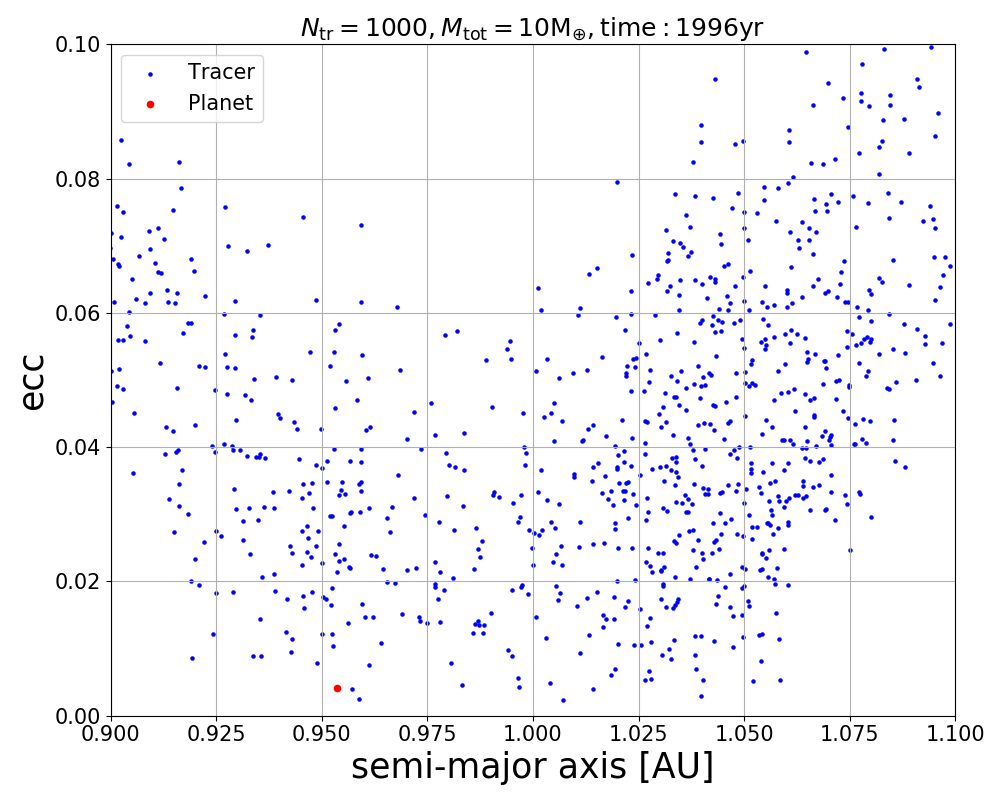 N_tr = 1000, M_tot = 10M_⊕, time : 1996yr
Tracer
Planet
0.10
0.08
0.06
0.04
0.02
0.00
ecc
0.900 0.925 0.950 0.975 1.000 1.025 1.050 1.075 1.100
semi-major axis [AU]